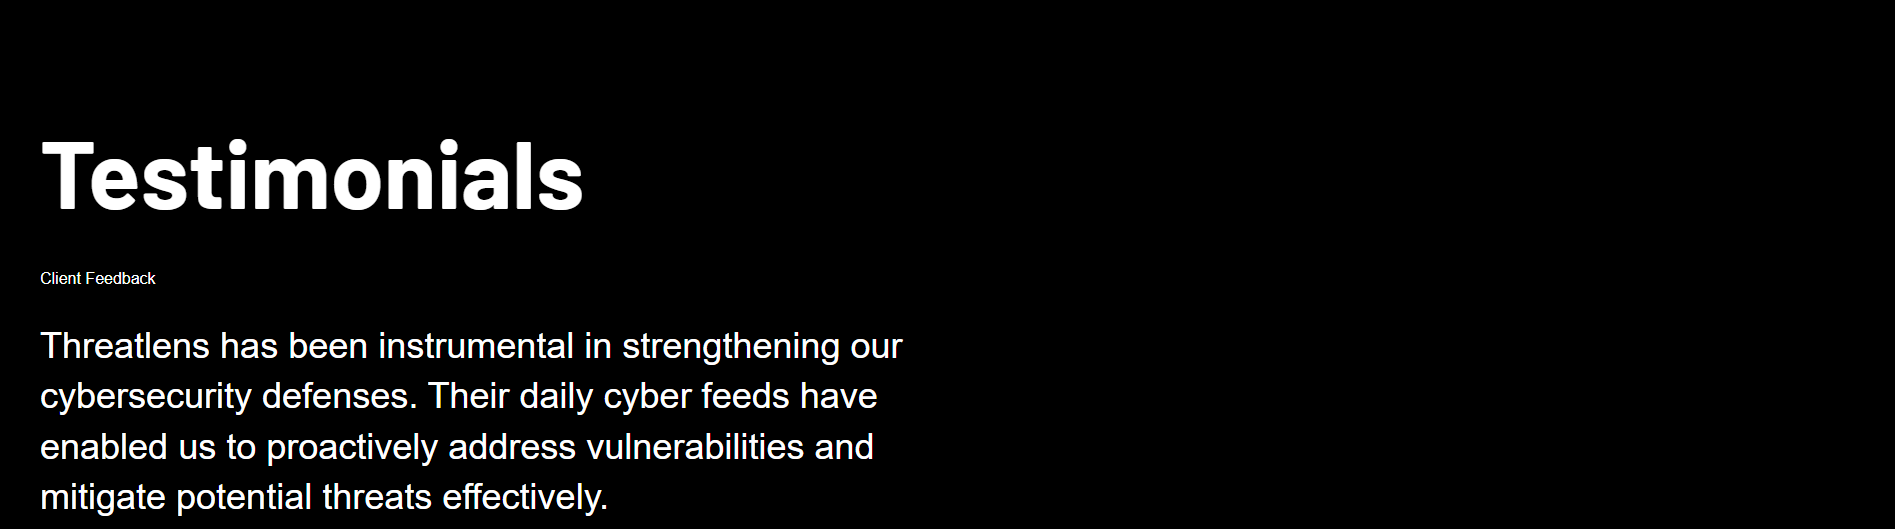 Testimonials
Client Feedback
Threatlens has been instrumental in strengthening our
cybersecurity defenses. Their daily cyber feeds have
enabled us to proactively address vulnerabilities and
mitigate potential threats effectively.